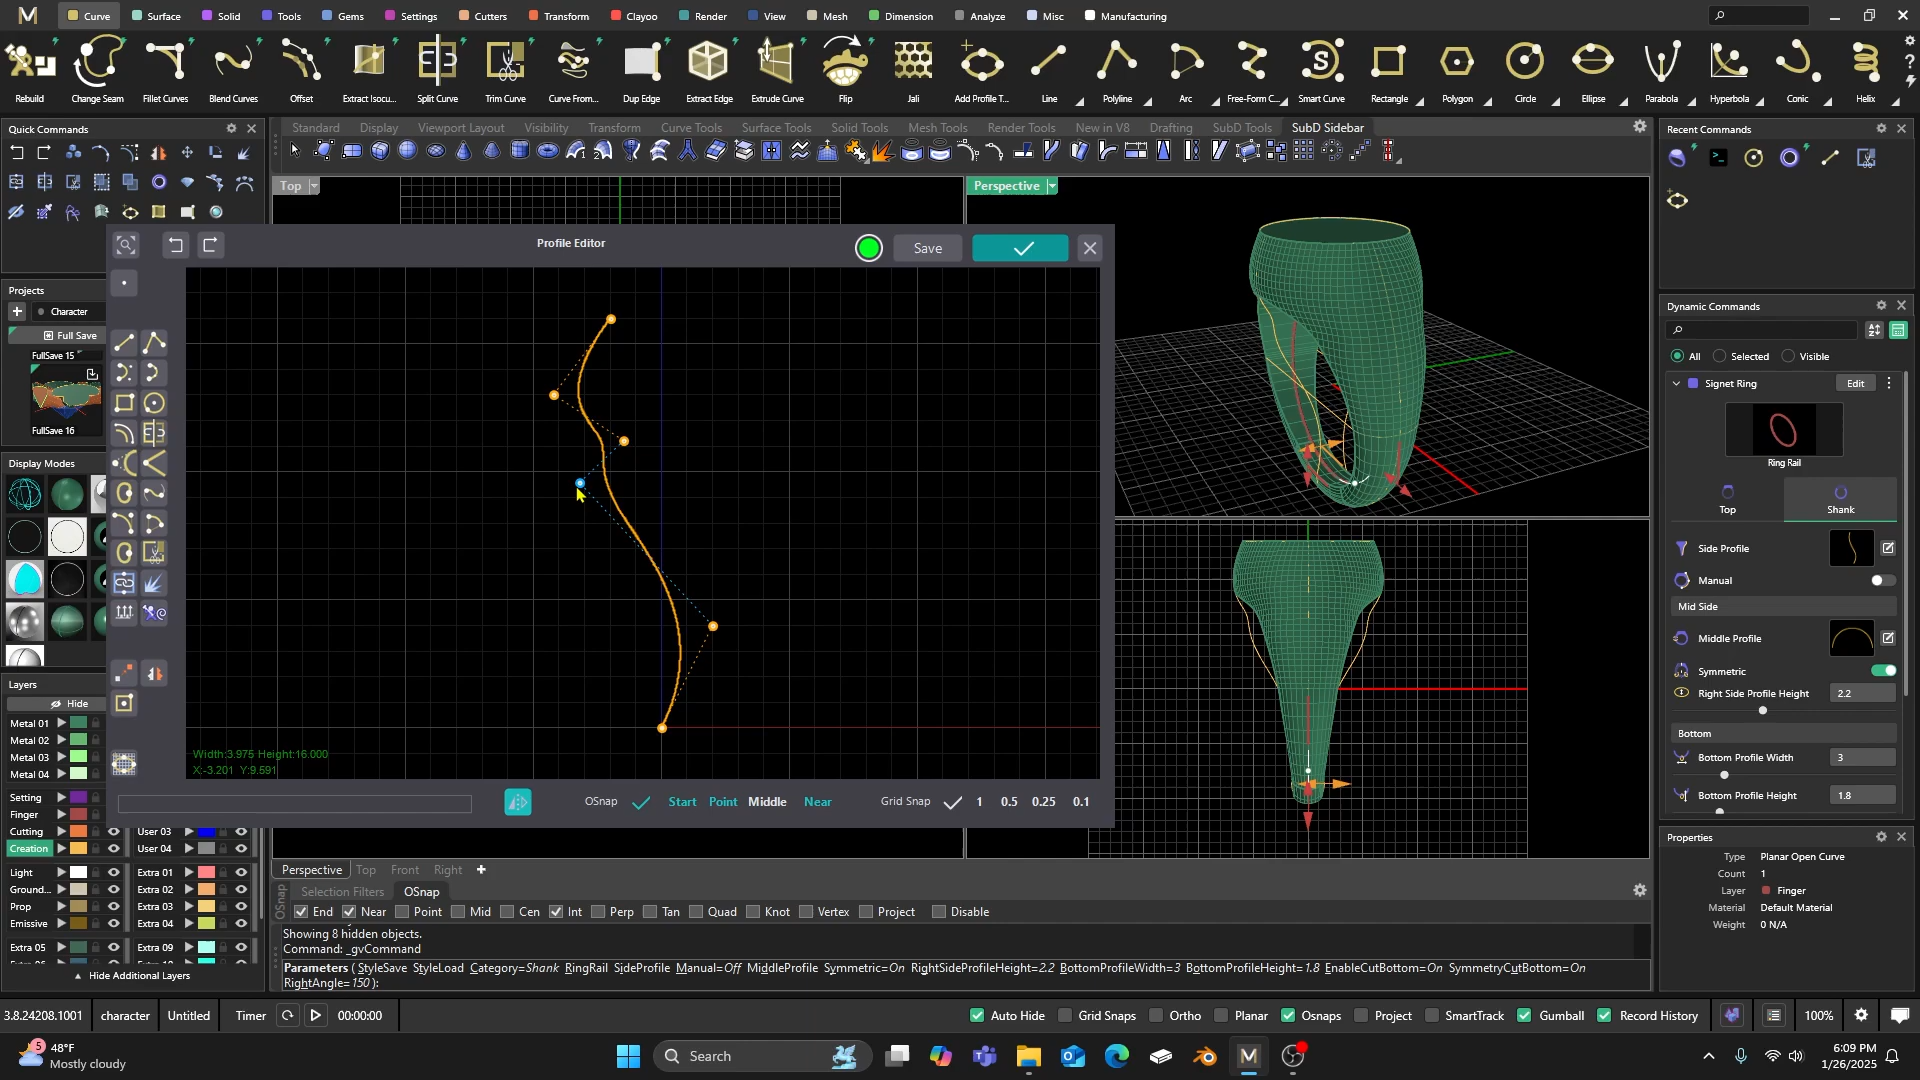 Curve Surface Solid Tools Gems Settings Cutters Transform Clayoo Render View Mesh Dimension Analyze Misc Manufacturing
Rebuild Change Seam Fillet Curves Blend Curves Offset Extract Isocu... Split Curve Trim Curve Curve From... Dup Edge Extract Edge Extrude Curve Flip Jali Add Profile T... Line Polyline Arc Free-Form C... Smart Curve Rectangle Polygon Circle Ellipse Parabola Hyperbola Conic Helix
Quick Commands
Standard Display Viewport Layout Visibility Transform Curve Tools Surface Tools Solid Tools Mesh Tools Render Tools New in V8 Drafting SubD Tools SubD Sidebar
Recent Commands
Top
Perspective
Profile Editor
Save
Projects
Character
Full Save
FullSave 15
FullSave 16
Display Modes
Width:3.975 Height:16.000
X:-3.201 Y:9.591
OSnap Start Point Middle Near Grid Snap 1 0.5 0.25 0.1
Dynamic Commands
All Selected Visible
Signet Ring Edit
Ring Rail
Top Shank
Side Profile
Manual
Mid Side
Middle Profile
Symmetric
Right Side Profile Height 2.2
Bottom
Bottom Profile Width 3
Bottom Profile Height 1.8
Layers
Hide
Metal 01
Metal 02
Metal 03
Metal 04
Setting
Finger
Cutting User 03
Creation User 04
Light Extra 01
Ground... Extra 02
Prop Extra 03
Emissive Extra 04
Extra 05 Extra 09
Hide Additional Layers
Perspective Top Front Right
OSnap
Selection Filters OSnap
End Near Point Mid Cen Int Perp Tan Quad Knot Vertex Project Disable
Showing 8 hidden objects.
Command: _gvCommand
Parameters ( StyleSave StyleLoad Category=Shank RingRail SideProfile Manual=Off MiddleProfile Symmetric=On RightSideProfileHeight=2.2 BottomProfileWidth=3 BottomProfileHeight=1.8 EnableCutBottom=On SymmetryCutBottom=On
RightAngle=150 ):
Properties
Type Planar Open Curve
Count 1
Layer Finger
Material Default Material
Weight 0 N/A
3.8.24208.1001 character Untitled Timer 00:00:00 Auto Hide Grid Snaps Ortho Planar Osnaps Project SmartTrack Gumball Record History 100%
5
48°F
Mostly cloudy
Search
6:09 PM
1/26/2025